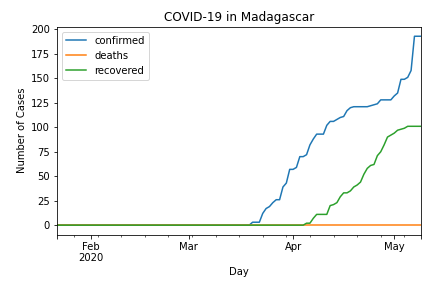 COVID-19 in Madagascar
confirmed
deaths
recovered
Number of Cases
200
175
150
125
100
75
50
25
0
Feb
2020
Mar
Apr
May
Day